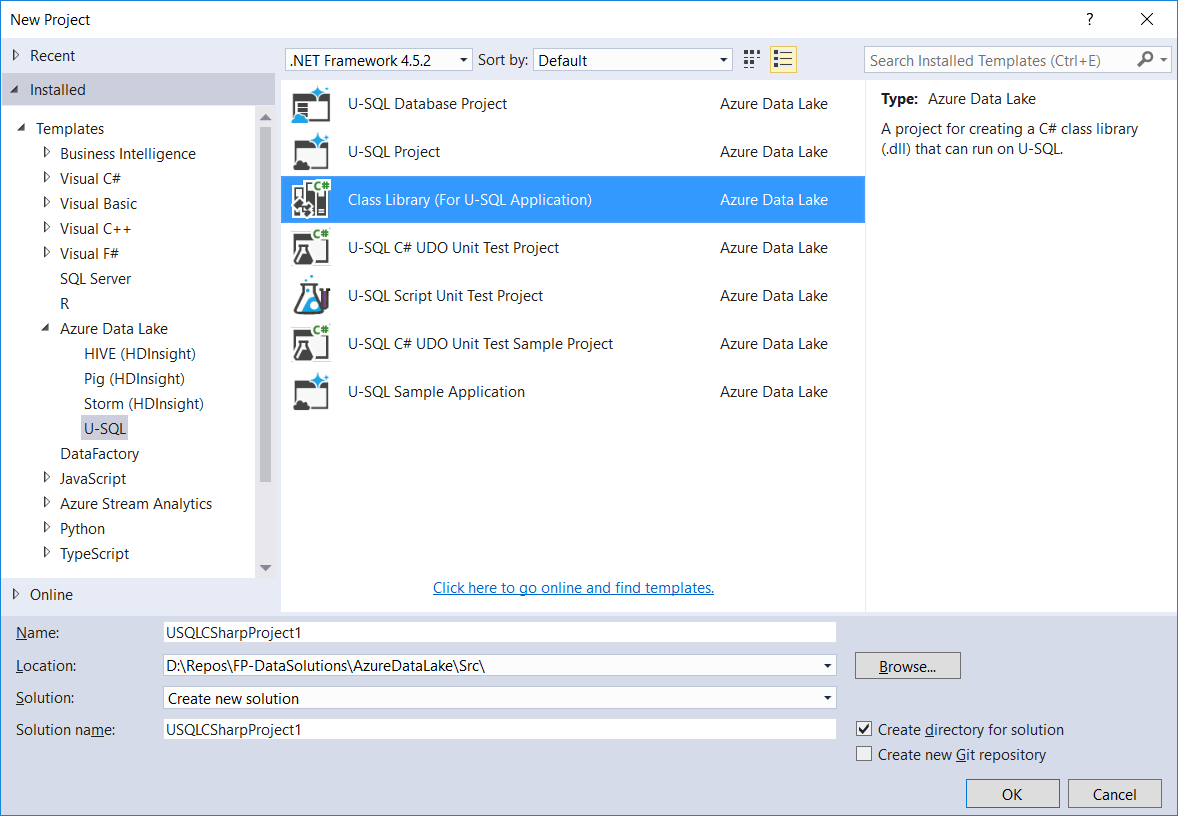 New Project
?
Recent
Installed
.NET Framework 4.5.2
Sort by:
Default
Search Installed Templates (Ctrl+E)
Templates
Business Intelligence
Visual C#
Visual Basic
Visual C++
Visual F#
SQL Server
R
Azure Data Lake
HIVE (HDInsight)
Pig (HDInsight)
Storm (HDInsight)
U-SQL
DataFactory
JavaScript
Azure Stream Analytics
Python
TypeScript
Online
U-SQL Database Project Azure Data Lake
U-SQL Project Azure Data Lake
C# Class Library (For U-SQL Application) Azure Data Lake
C# U-SQL C# UDO Unit Test Project Azure Data Lake
U-SQL Script Unit Test Project Azure Data Lake
C# U-SQL C# UDO Unit Test Sample Project Azure Data Lake
U-SQL Sample Application Azure Data Lake
Click here to go online and find templates.
Type: Azure Data Lake
A project for creating a C# class library
(.dll) that can run on U-SQL.
Name: USQLCSharpProject1
Location: D:\Repos\FP-DataSolutions\AzureDataLake\Src\
Browse...
Solution: Create new solution
Solution name: USQLCSharpProject1
Create directory for solution
Create new Git repository
OK
Cancel